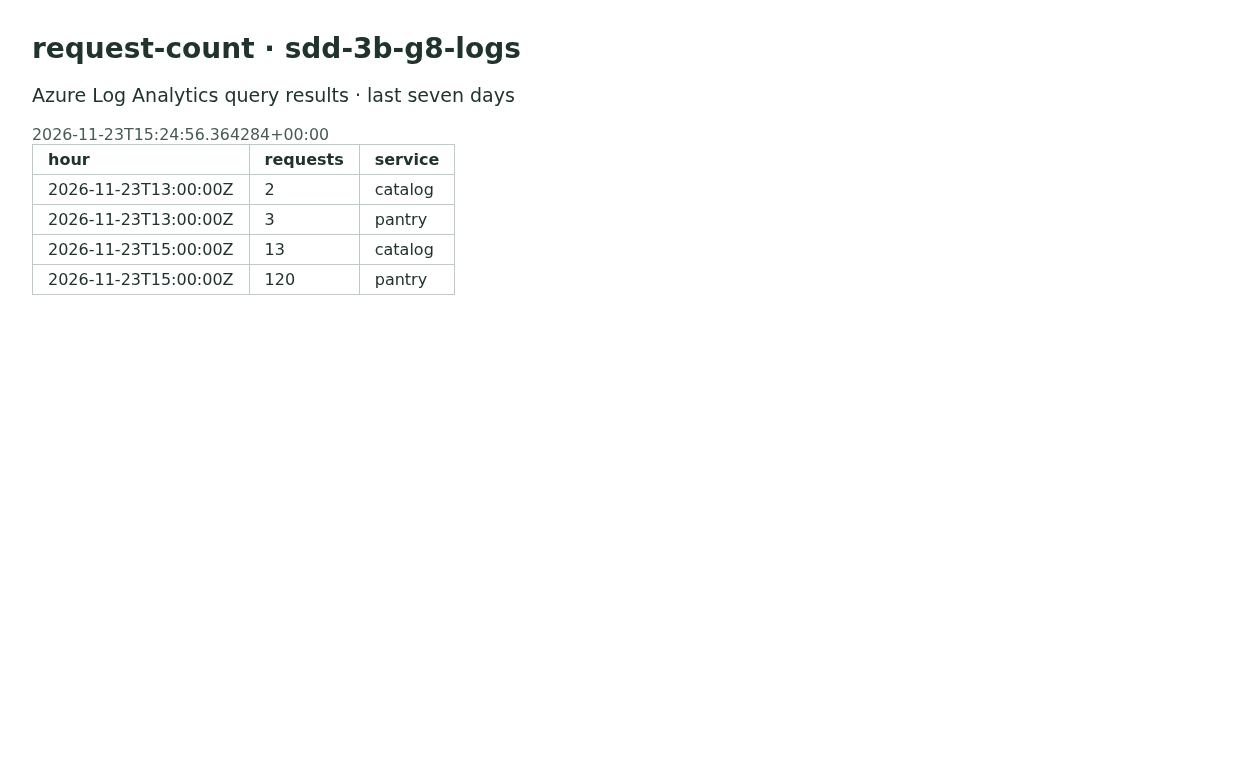 request-count · sdd-3b-g8-logs
Azure Log Analytics query results · last seven days
2026-11-23T15:24:56.364284+00:00
hour requests service
2026-11-23T13:00:00Z 2 catalog
2026-11-23T13:00:00Z 3 pantry
2026-11-23T15:00:00Z 13 catalog
2026-11-23T15:00:00Z 120 pantry